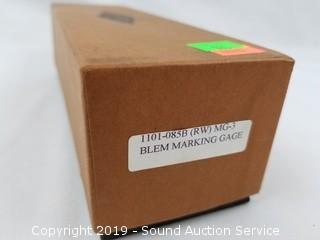 1101-085B (RW) MG-3
BLEM MARKING GAGE
Copyright 2019 - Sound Auction Service